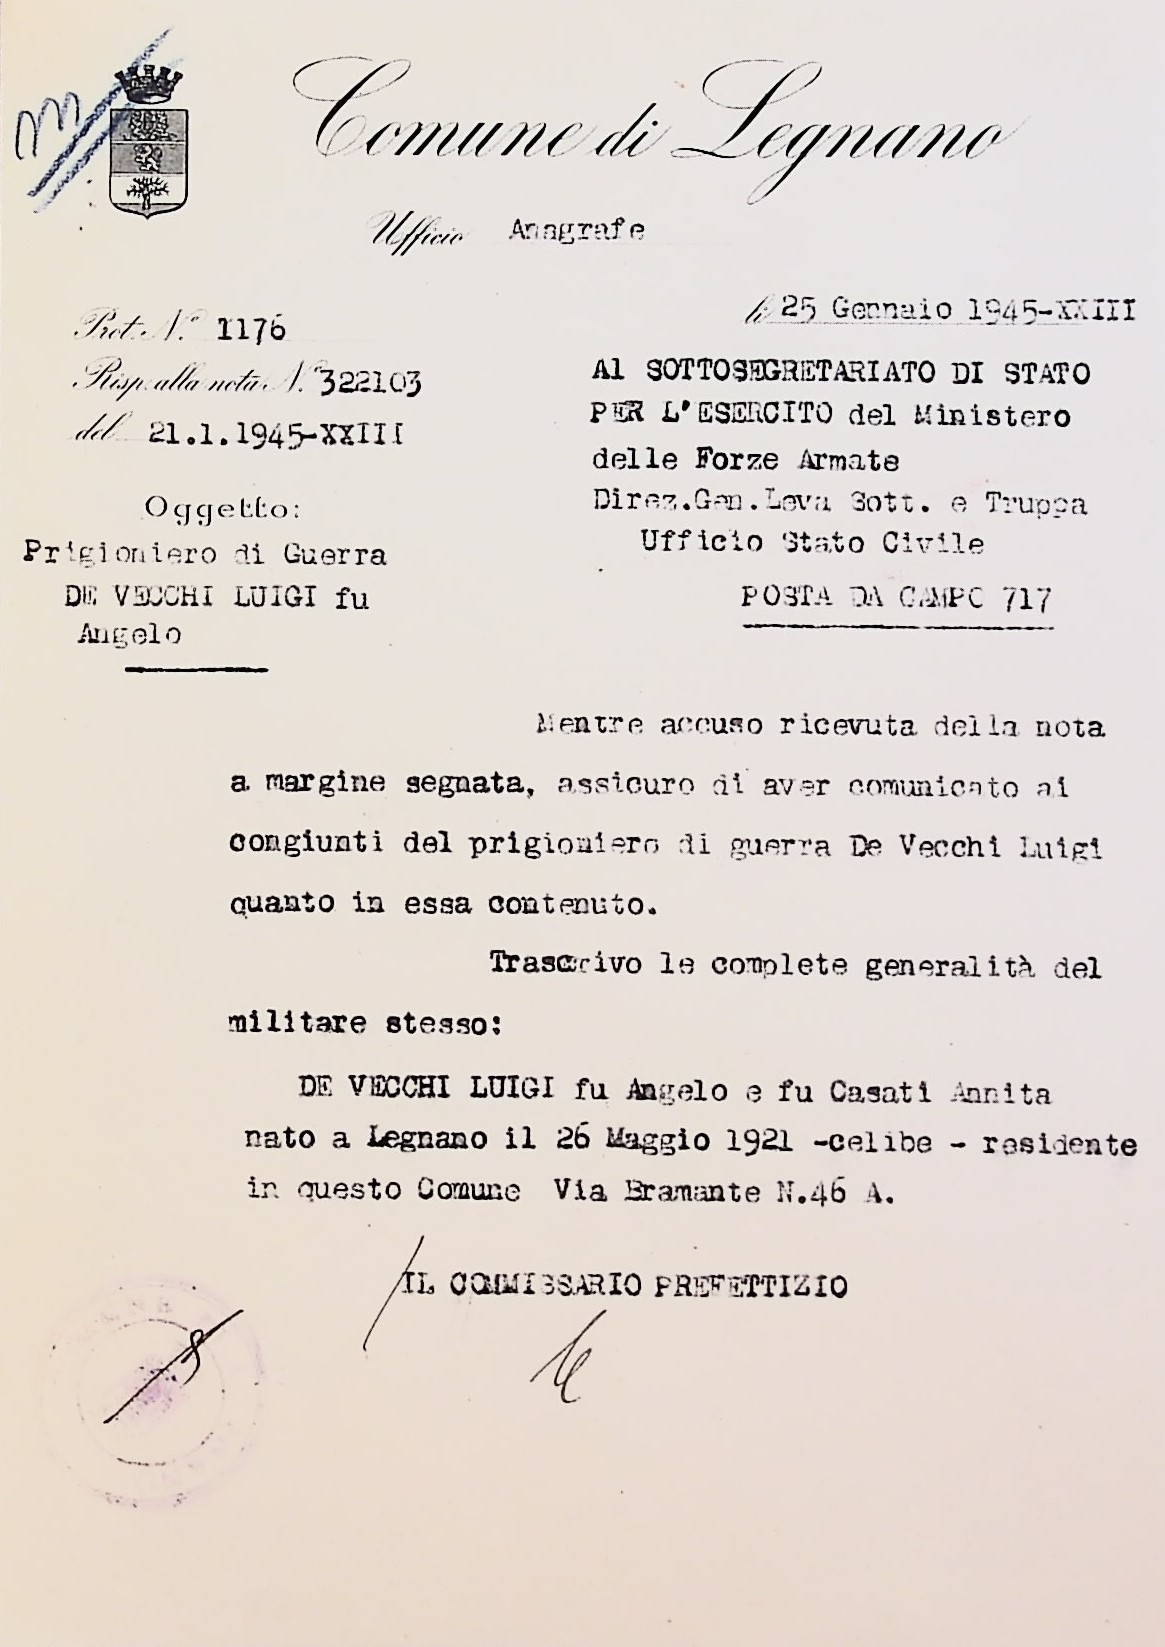 Comune di Legnano
Ufficio Anagrafe
li 25 Gennaio 1945-XXIII
Prot. N.° 1176
Risp. alla nota N.° 322103
del 21.1.1945-XXIII
Al SOTTOSEGRETARIATO DI STATO
PER L'ESERCITO del Ministero
delle Forze Armate
Direz.Gen.Leva Sott. e Truppa
Ufficio Stato Civile
POSTA DA CAMPO 717
Oggetto:
Prigioniero di Guerra
DE VECCHI LUIGI fu
Angelo
Mentre accuso ricevuta della nota
a margine segnata, assicuro di aver comunicato ai
congiunti del prigioniero di guerra De Vecchi Luigi
quanto in essa contenuto.
Trascrivo le complete generalità del
militare stesso:
DE VECCHI LUIGI fu Angelo e fu Casati Annita
nato a Legnano il 26 Maggio 1921 -celibe - residente
in questo Comune Via Bramante N.46 A.
IL COMMISSARIO PREFETTIZIO